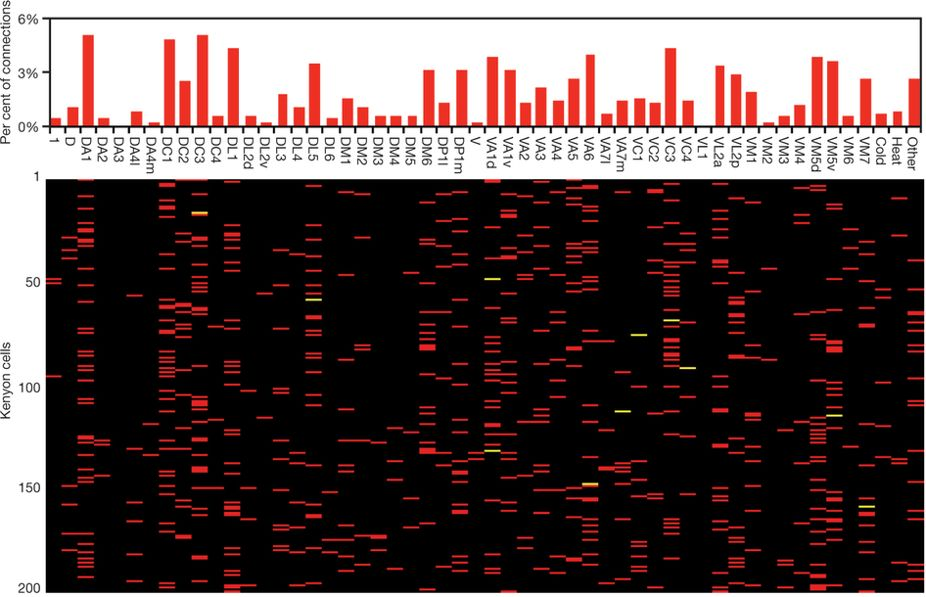 Per cent of connections
6%
3%
0%
1
D
DA1
DA2
DA3
DA4l
DA4m
DC1
DC2
DC3
DC4
DL1
DL2d
DL2v
DL3
DL4
DL5
DL6
DM1
DM2
DM3
DM4
DM5
DM6
DP1l
DP1m
V
VA1d
VA1v
VA2
VA3
VA4
VA5
VA6
VA7l
VA7m
VC1
VC2
VC3
VC4
VL1
VL2a
VL2p
VM1
VM2
VM3
VM4
VM5d
VM5v
VM6
VM7
Cold
Heat
Other
Kenyon cells
1
50
100
150
200